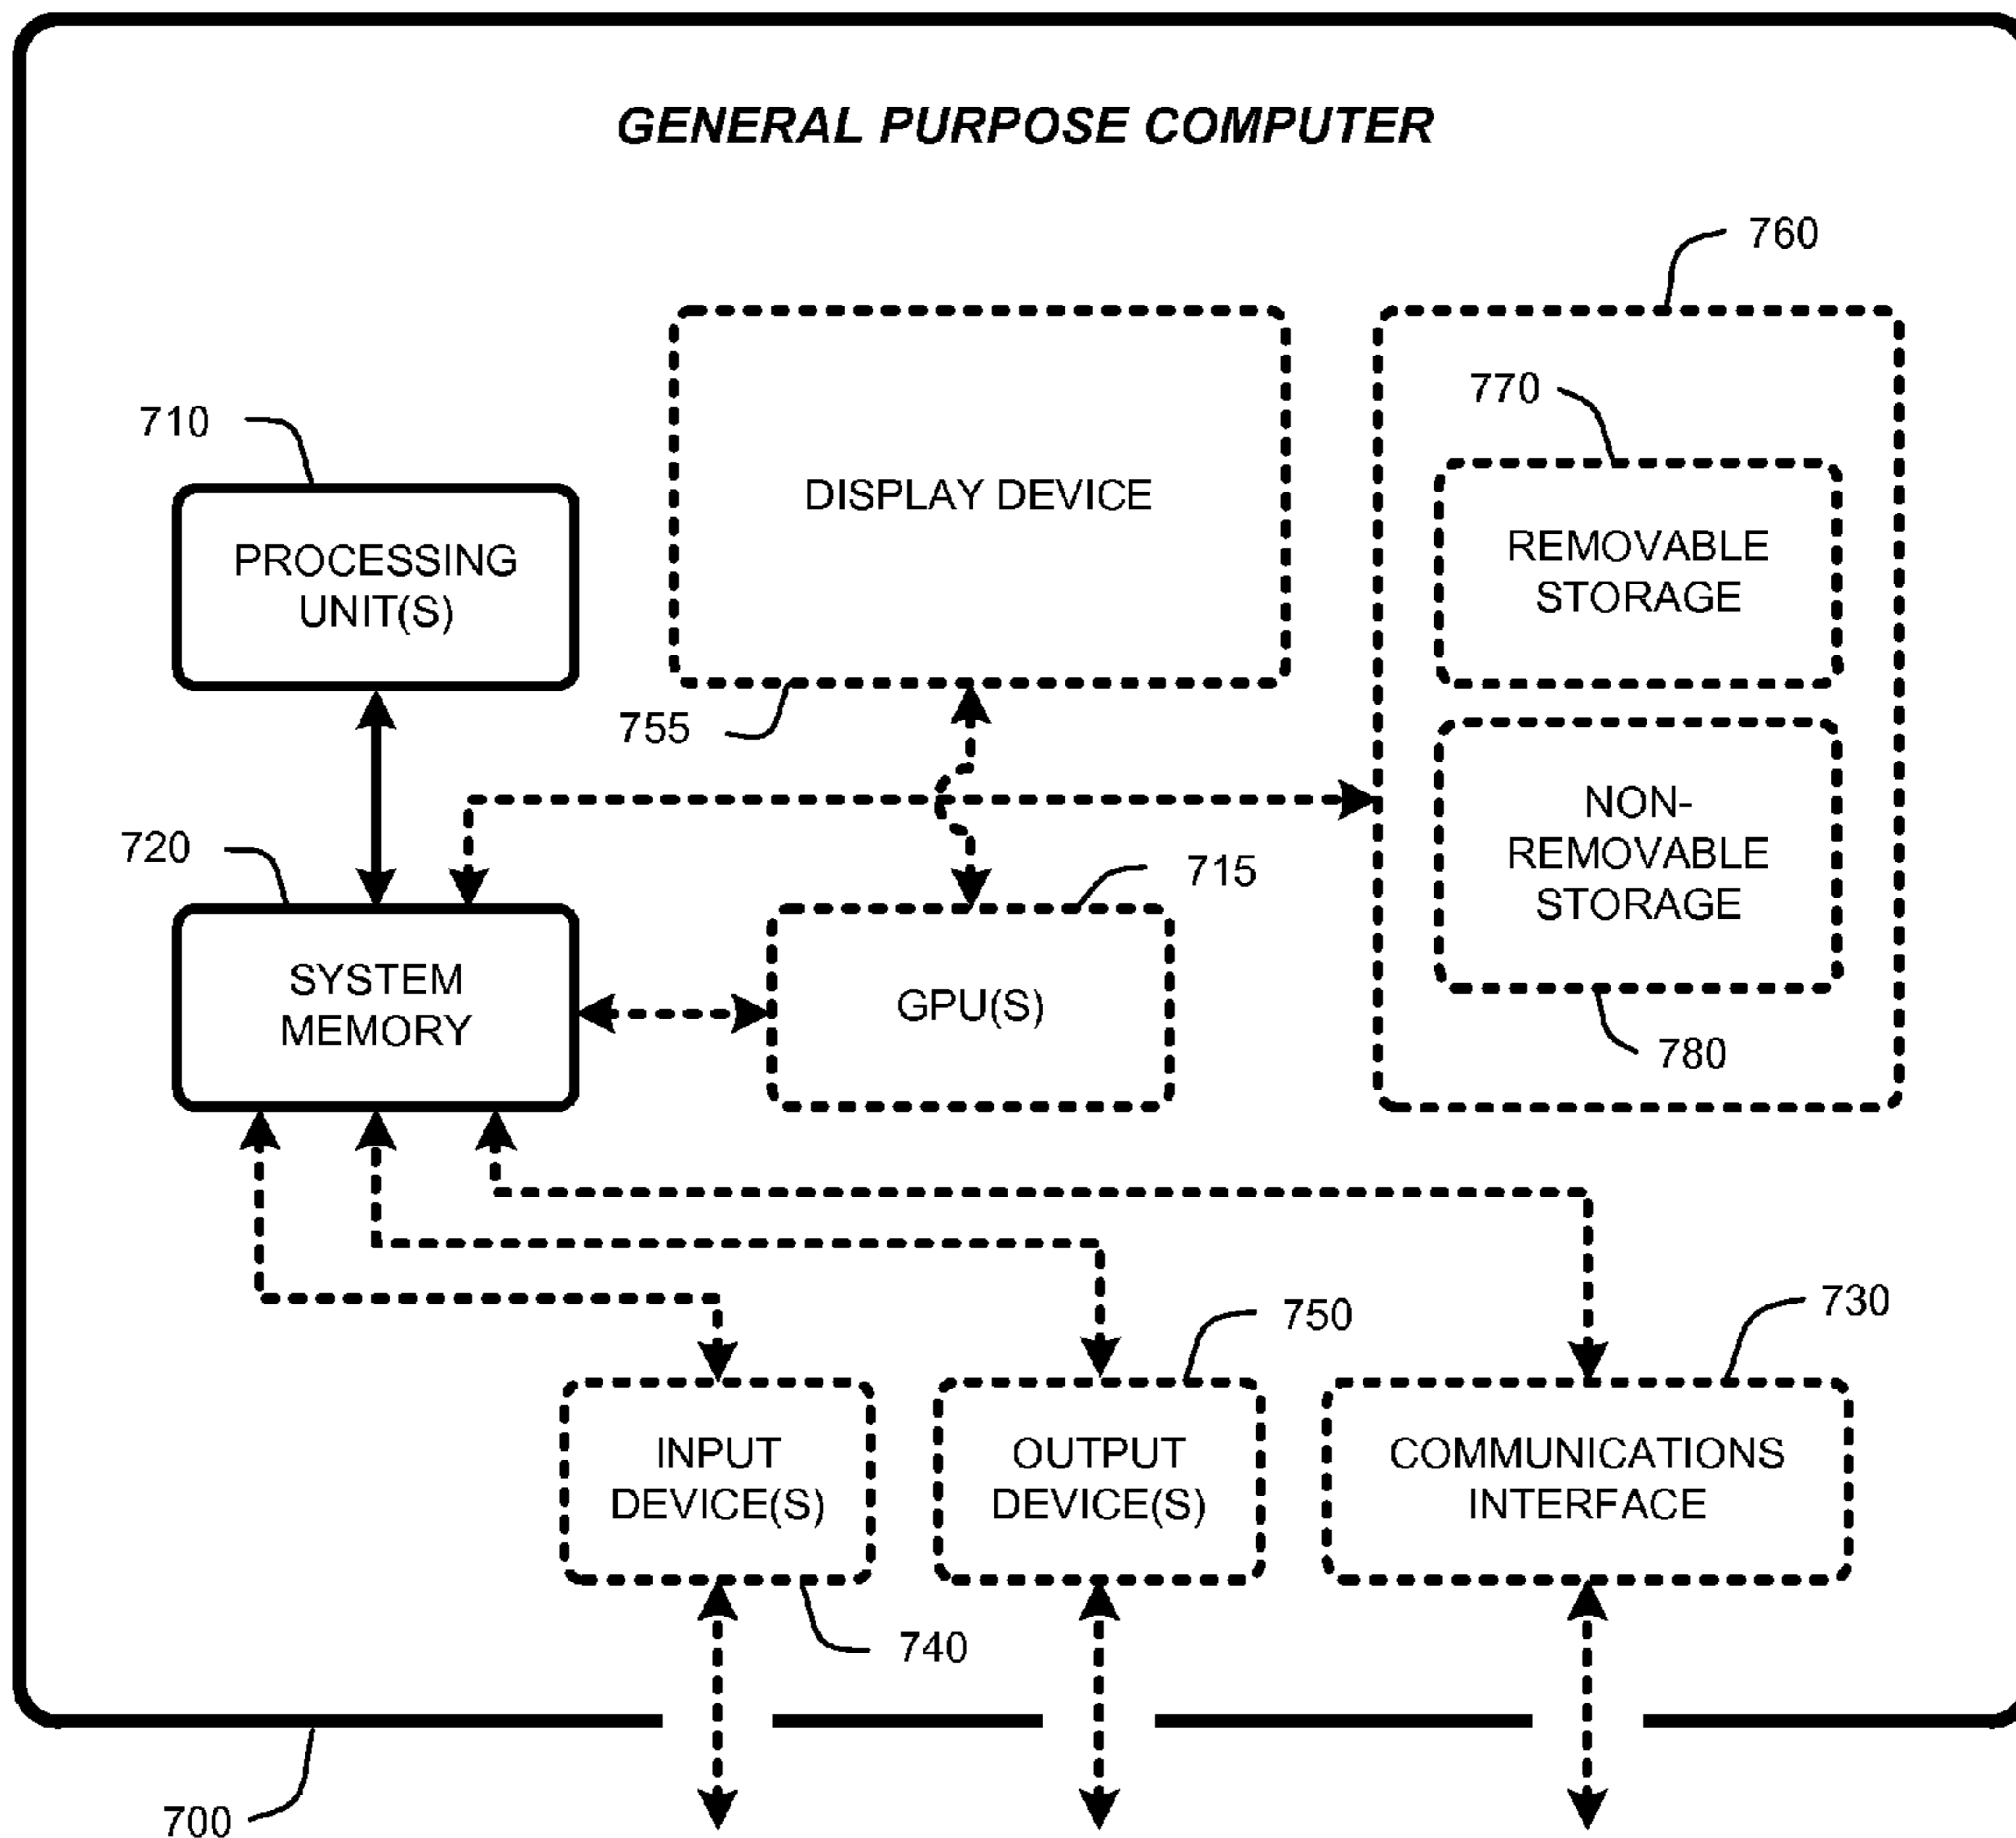 GENERAL PURPOSE COMPUTER
760
770
710
DISPLAY DEVICE
REMOVABLE
STORAGE
PROCESSING
UNIT(S)
755
NON-
REMOVABLE
STORAGE
720
715
SYSTEM
MEMORY
GPU(S)
780
750
730
INPUT
DEVICE(S)
OUTPUT
DEVICE(S)
COMMUNICATIONS
INTERFACE
740
700